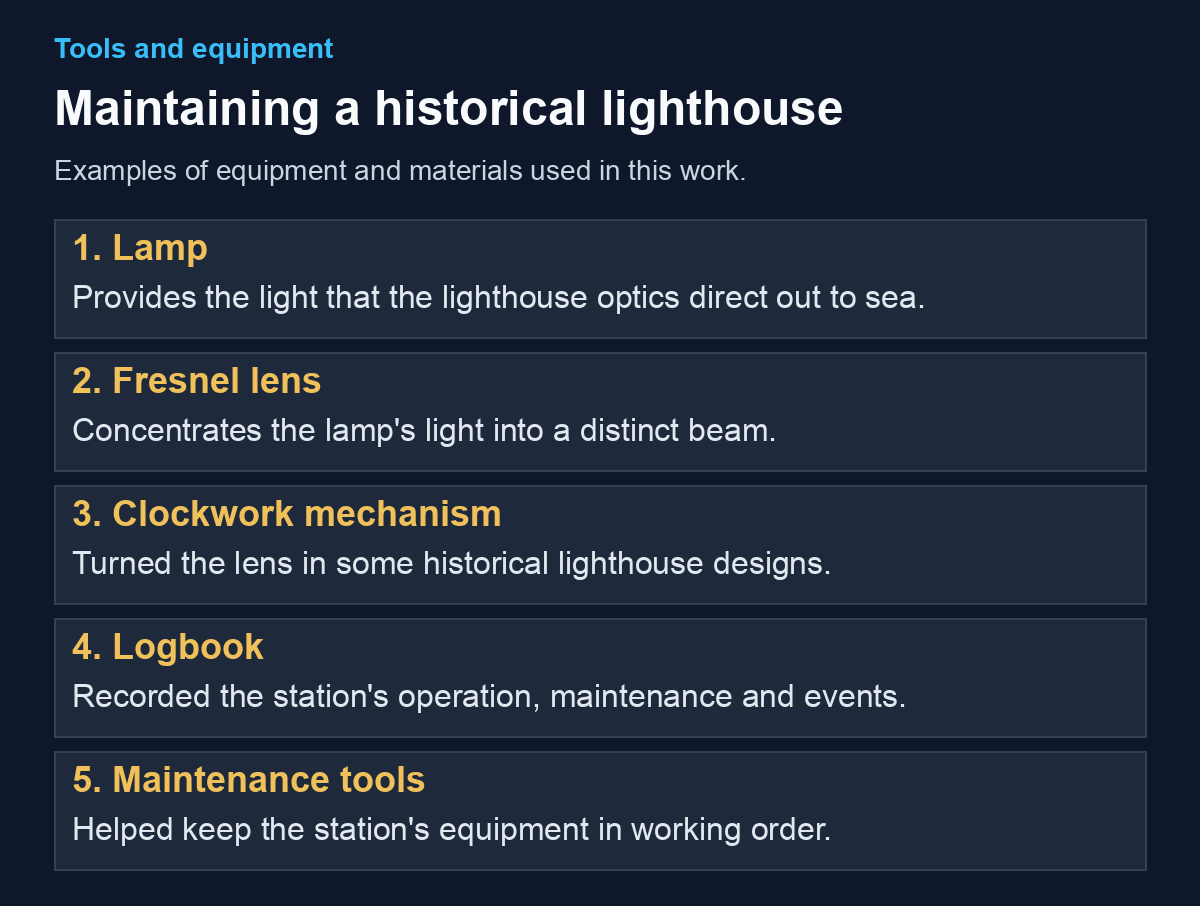 Tools and equipment
Maintaining a historical lighthouse
Examples of equipment and materials used in this work.
1. Lamp
Provides the light that the lighthouse optics direct out to sea.
2. Fresnel lens
Concentrates the lamp's light into a distinct beam.
3. Clockwork mechanism
Turned the lens in some historical lighthouse designs.
4. Logbook
Recorded the station's operation, maintenance and events.
5. Maintenance tools
Helped keep the station's equipment in working order.